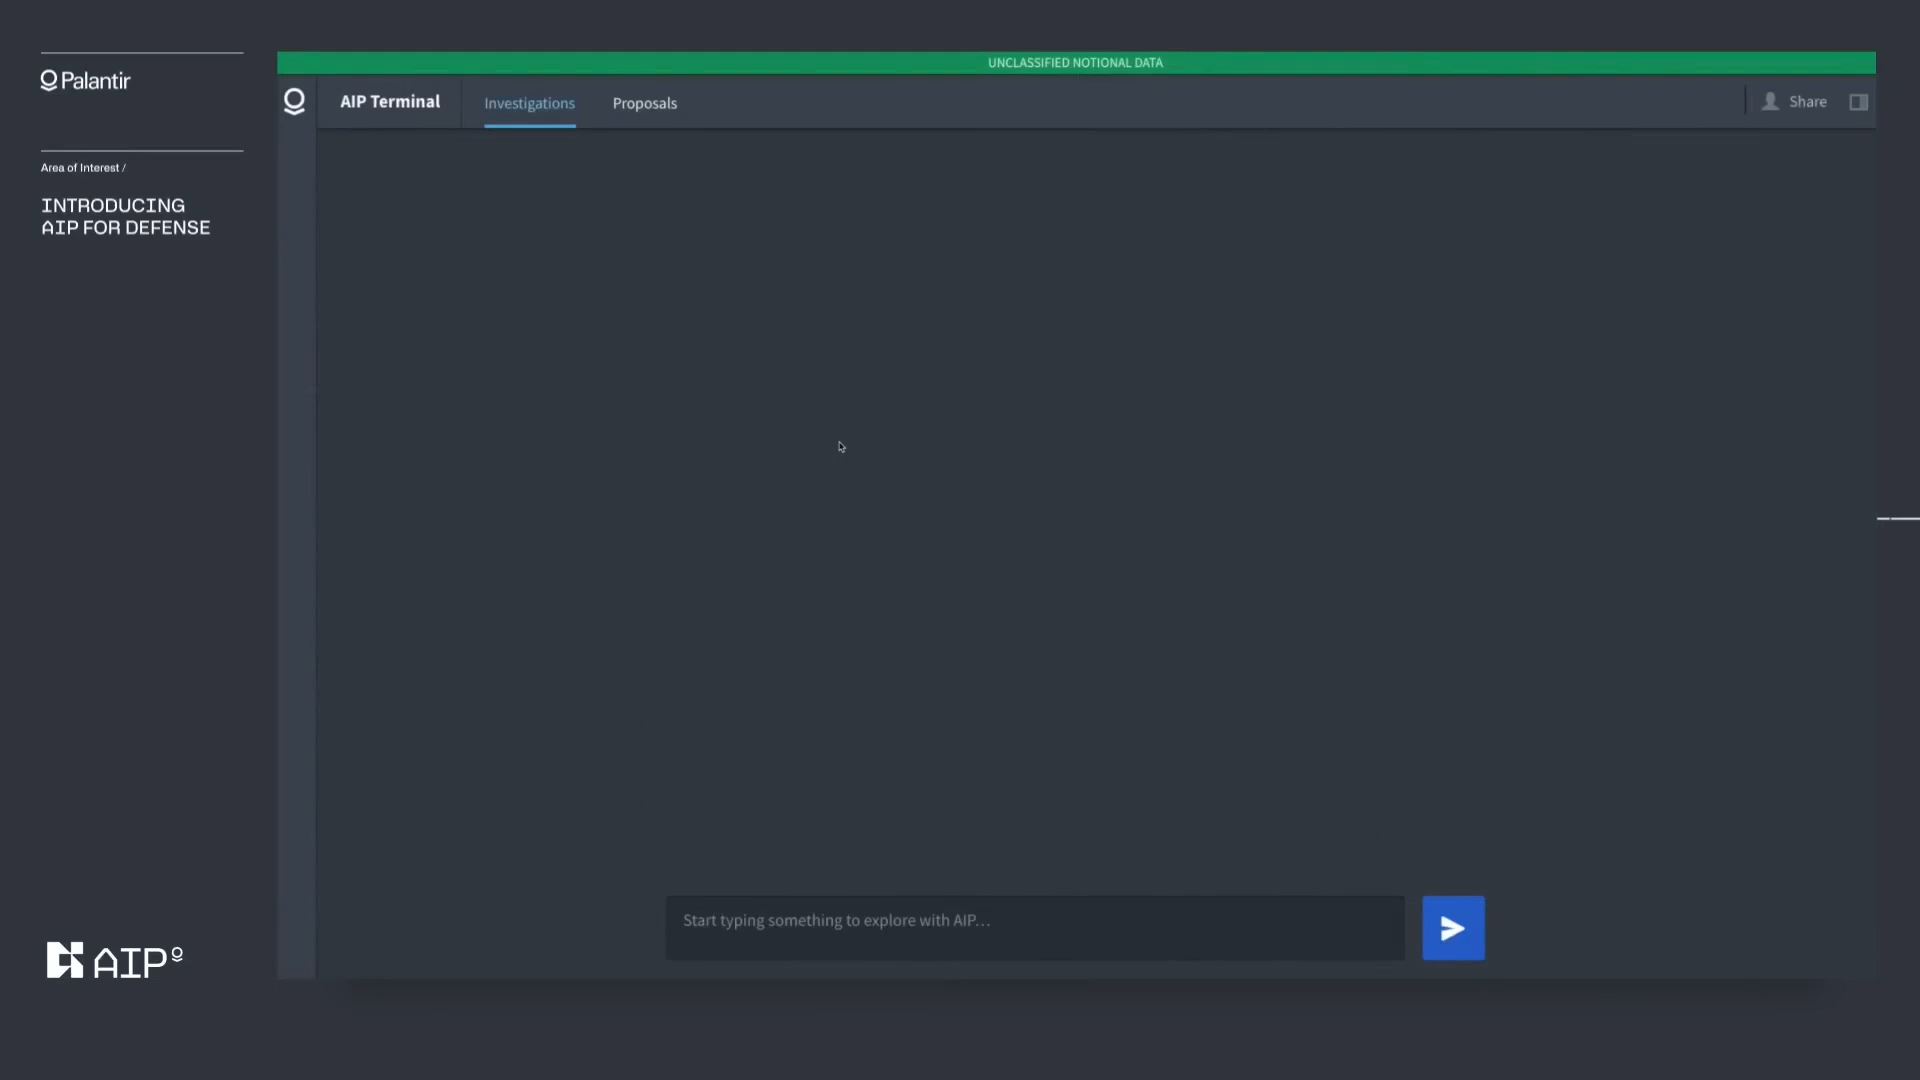 Palantir
Area of Interest /
INTRODUCING
AIP FOR DEFENSE
UNCLASSIFIED NOTIONAL DATA
AIP Terminal
Investigations
Proposals
Share
Start typing something to explore with AIP...
AIP